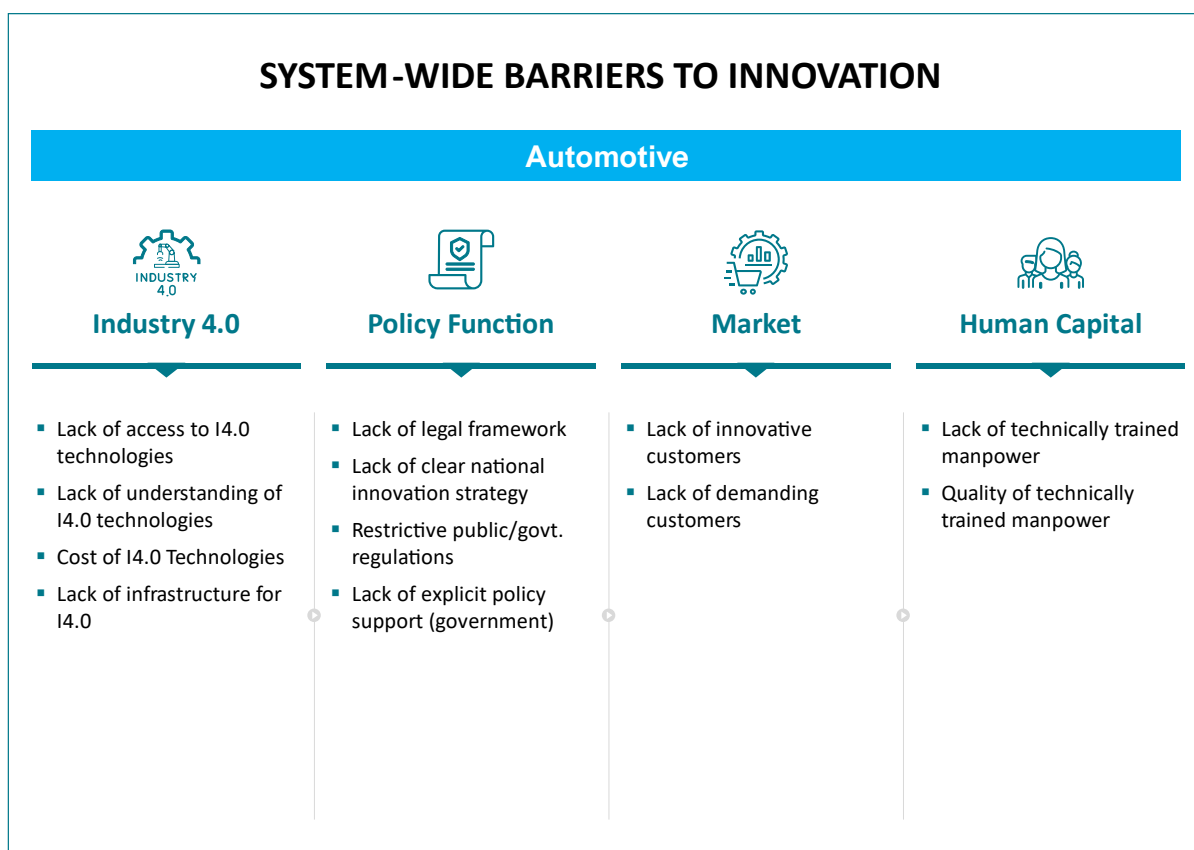 SYSTEM-WIDE BARRIERS TO INNOVATION
Automotive
INDUSTRY
4.0
Industry 4.0
▪ Lack of access to I4.0
technologies
▪ Lack of understanding of
I4.0 technologies
▪ Cost of I4.0 Technologies
▪ Lack of infrastructure for
I4.0
Policy Function
▪ Lack of legal framework
▪ Lack of clear national
innovation strategy
▪ Restrictive public/govt.
regulations
▪ Lack of explicit policy
support (government)
Market
▪ Lack of innovative
customers
▪ Lack of demanding
customers
Human Capital
▪ Lack of technically trained
manpower
▪ Quality of technically
trained manpower